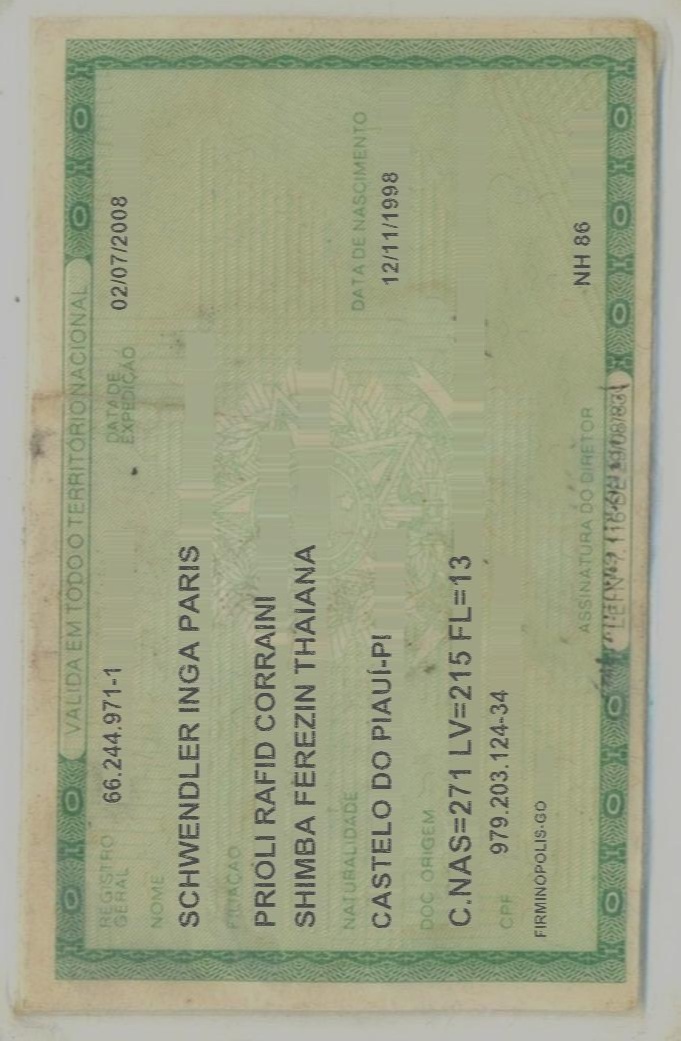 VALIDA EM TODO O TERRITÓRIO NACIONAL
REGISTRO GERAL 66.244.971-1 DATA DE EXPEDIÇÃO 02/07/2008
NOME
SCHWENDLER INGA PARIS
FILIAÇÃO
PRIOLI RAFID CORRAINI
SHIMBA FEREZIN THAIANA
NATURALIDADE DATA DE NASCIMENTO
CASTELO DO PIAUÍ-PI 12/11/1998
DOC ORIGEM
C.NAS=271 LV=215 FL=13
CPF 979.203.124-34
FIRMINOPOLIS-GO
NH 86
ASSINATURA DO DIRETOR
LEI Nº 7.116 DE 29/08/83